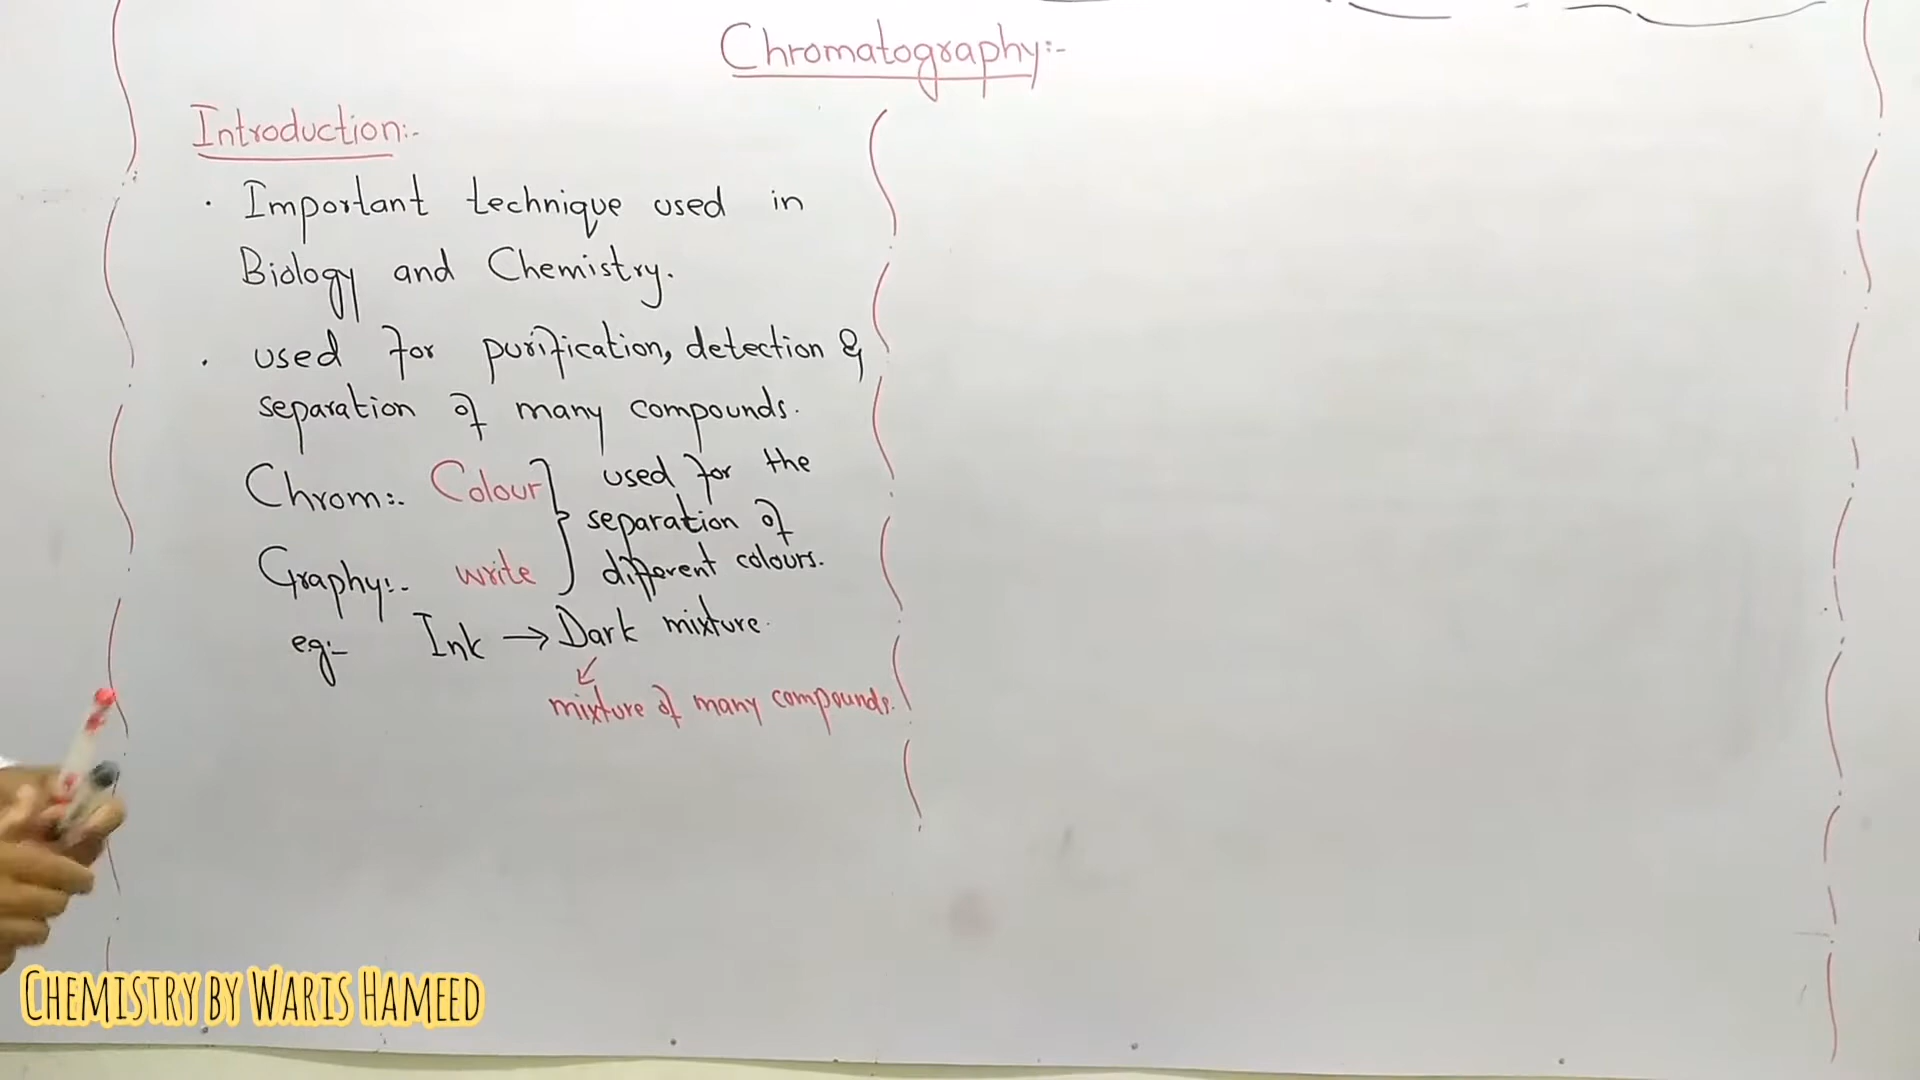 Chromatography:-
Introduction:-
· Important technique used in
Biology and Chemistry.
· used for purification, detection &
separation of many compounds.
Chrom:- Colour } used for the
separation of
Graphy:- write different colours.
eg:- Ink → Dark mixture.
mixture of many compounds.
CHEMISTRY BY WARIS HAMEED